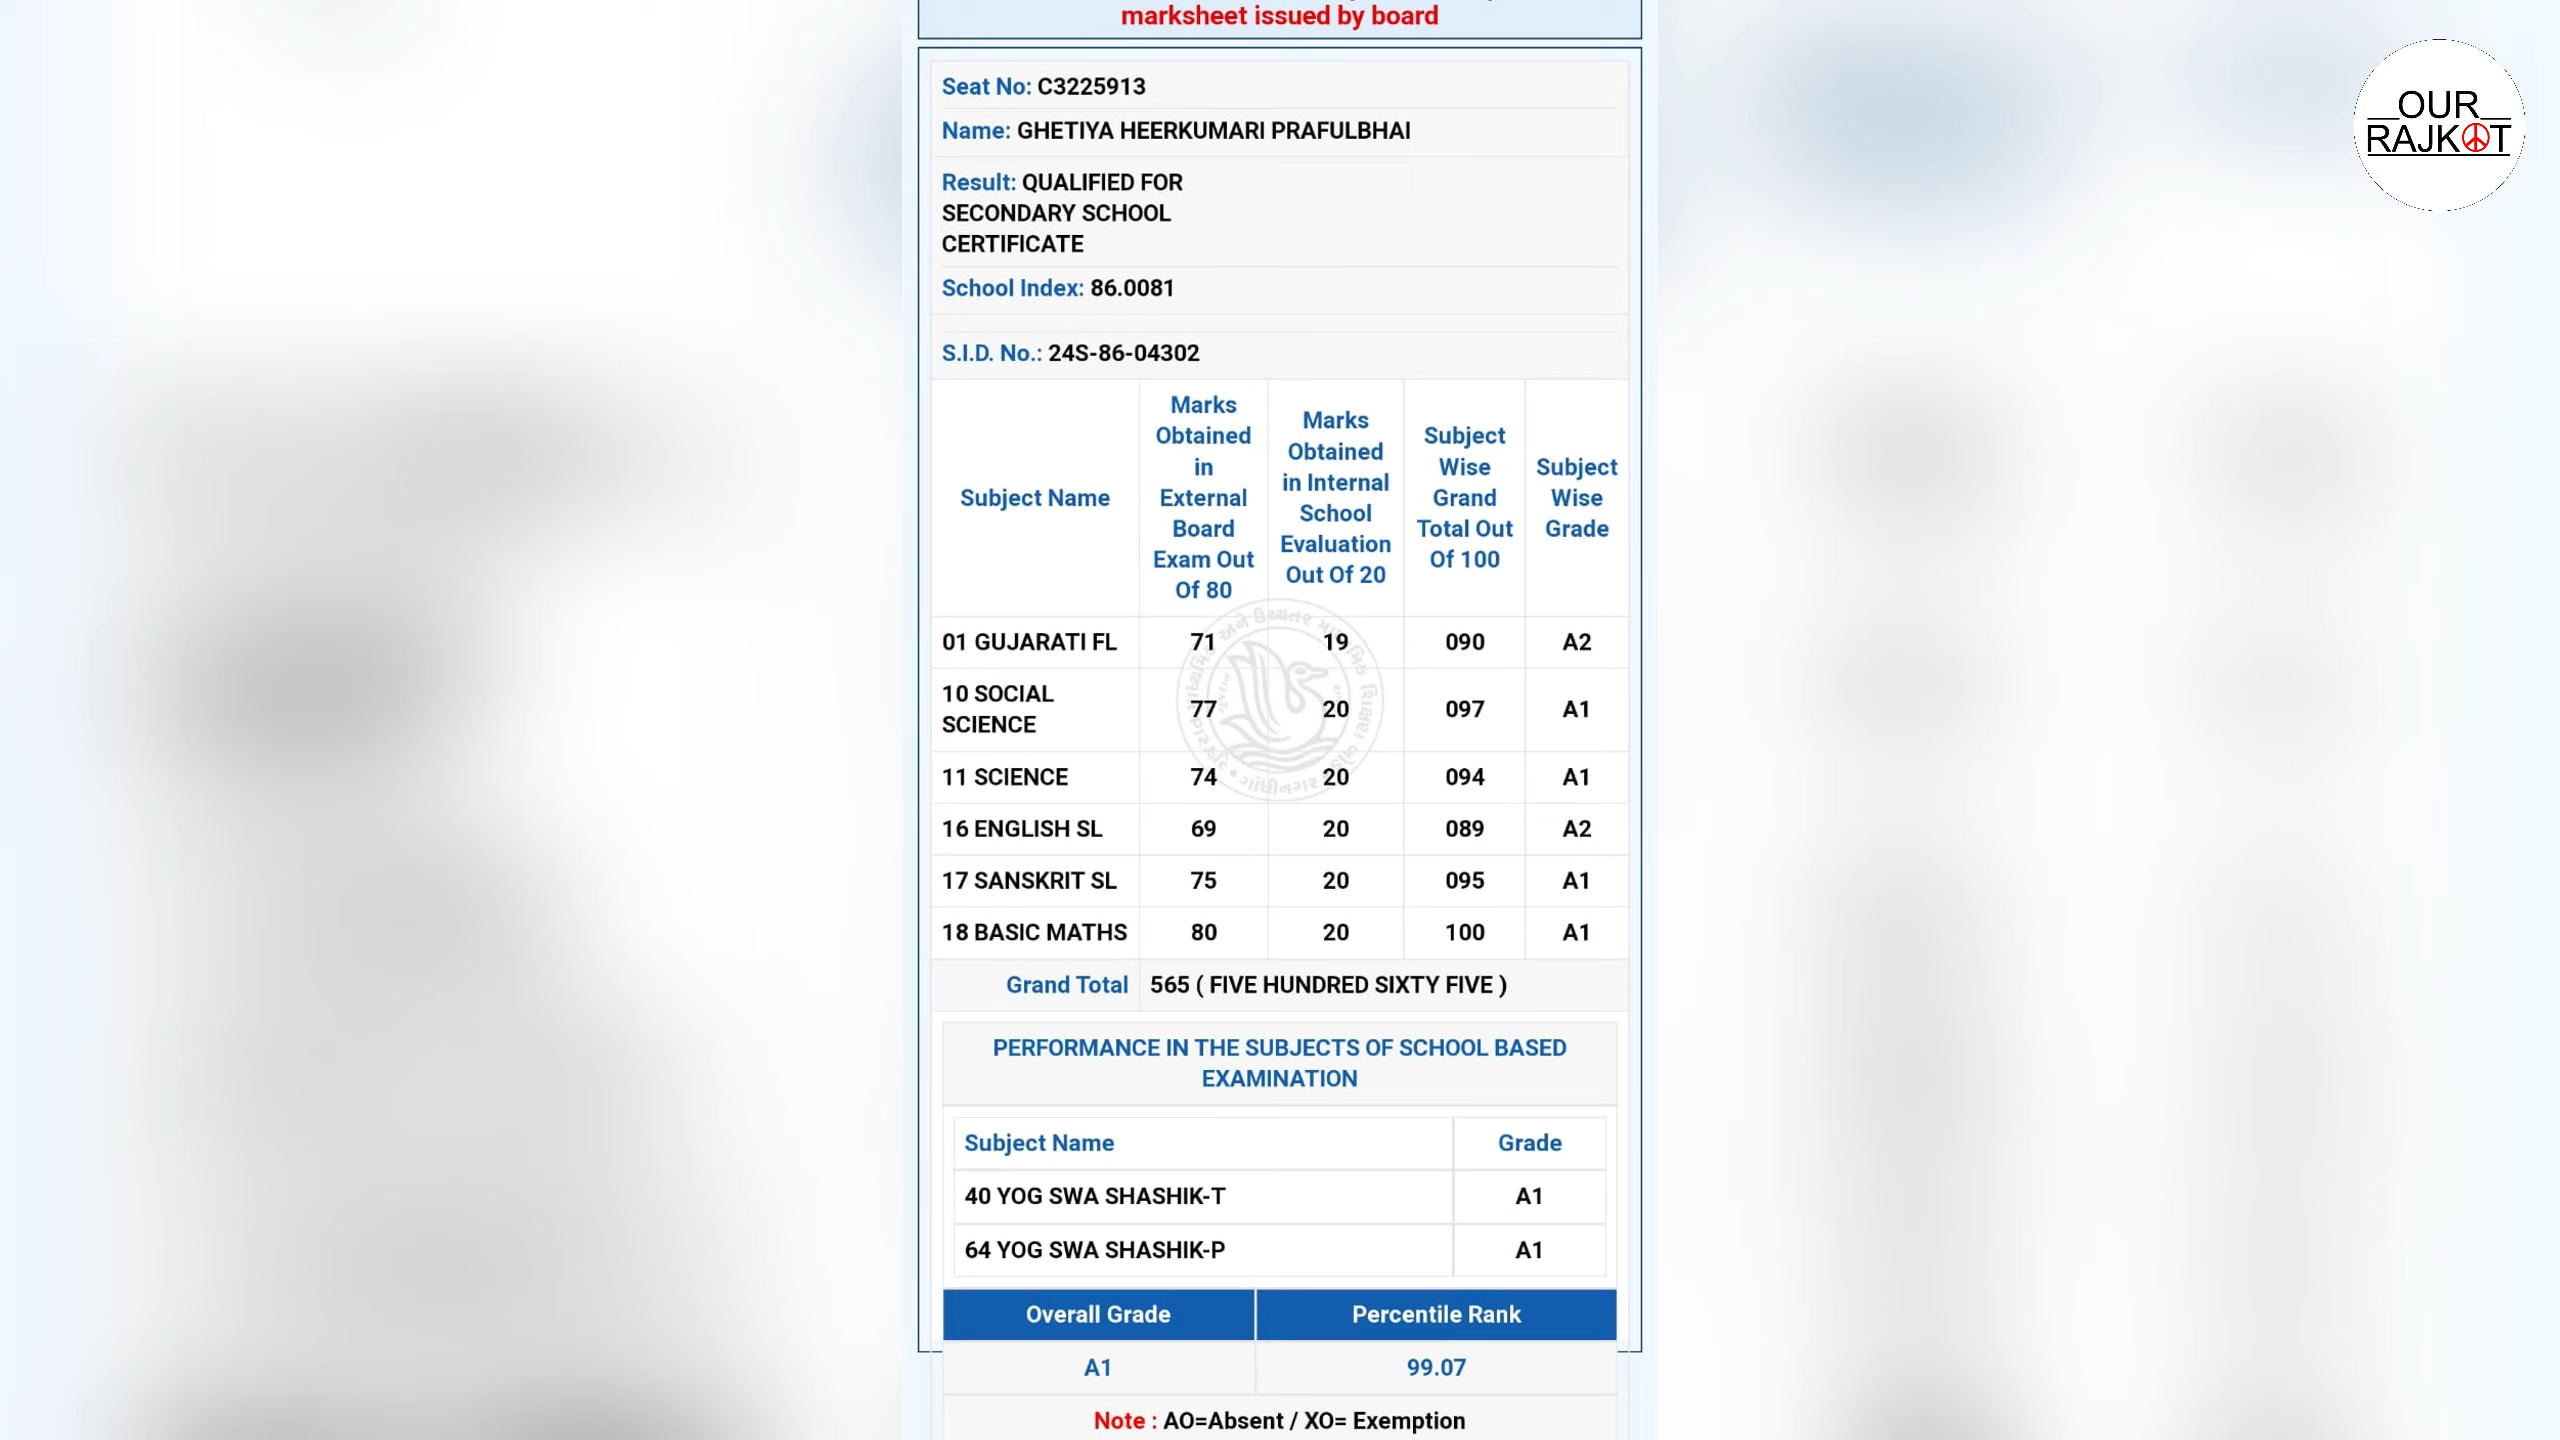 marksheet issued by board
OUR
RAJKOT
Seat No: C3225913
Name: GHETIYA HEERKUMARI PRAFULBHAI
Result: QUALIFIED FOR
SECONDARY SCHOOL
CERTIFICATE
School Index: 86.0081
S.I.D. No.: 24S-86-04302
Subject Name
Marks
Obtained
in
External
Board
Exam Out
Of 80
Marks
Obtained
in Internal
School
Evaluation
Out Of 20
Subject
Wise
Grand
Total Out
Of 100
Subject
Wise
Grade
01 GUJARATI FL 71 19 090 A2
10 SOCIAL
SCIENCE 77 20 097 A1
11 SCIENCE 74 20 094 A1
16 ENGLISH SL 69 20 089 A2
17 SANSKRIT SL 75 20 095 A1
18 BASIC MATHS 80 20 100 A1
Grand Total 565 ( FIVE HUNDRED SIXTY FIVE )
PERFORMANCE IN THE SUBJECTS OF SCHOOL BASED
EXAMINATION
Subject Name Grade
40 YOG SWA SHASHIK-T A1
64 YOG SWA SHASHIK-P A1
Overall Grade Percentile Rank
A1 99.07
Note : AO=Absent / XO= Exemption